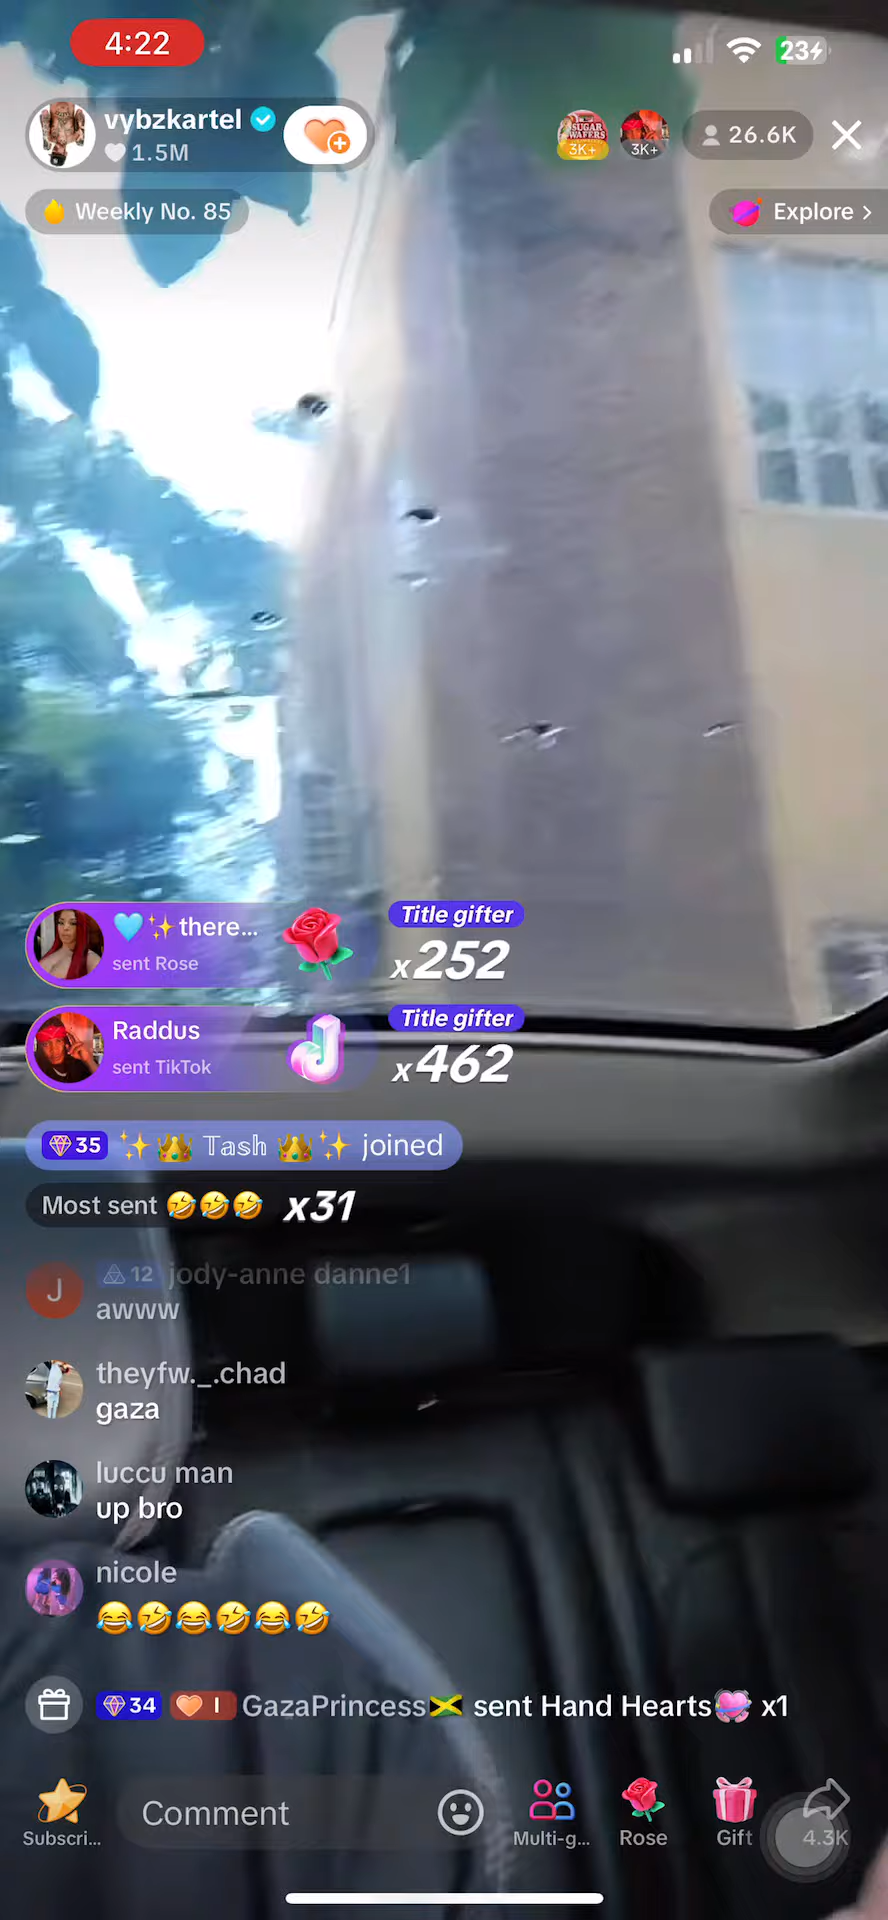 4:22
23
vybzkartel
1.5M
SUGAR WAFERS
3K+
3K+
26.6K
Weekly No. 85
Explore >
there...
sent Rose
Title gifter
x252
Raddus
sent TikTok
Title gifter
x462
35 ✨👑 𝕋𝕒𝕤𝕙 👑✨ joined
Most sent 🤣🤣🤣 x31
J
12 jody-anne danne1
awww
theyfw._.chad
gaza
luccu man
up bro
nicole
😂🤣😂🤣😂🤣
34 I GazaPrincess🇯🇲 sent Hand Hearts x1
Comment
Subscri...
Multi-g...
Rose
Gift
4.3K